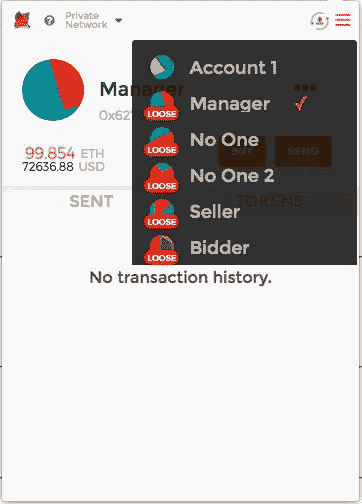 Private
Network
Account 1
Manager
Manager
LOOSE
No One
LOOSE
No One 2
LOOSE
Seller
LOOSE
Bidder
LOOSE
99.854 ETH
72636.88 USD
BUY
SEND
SENT
TOKENS
No transaction history.